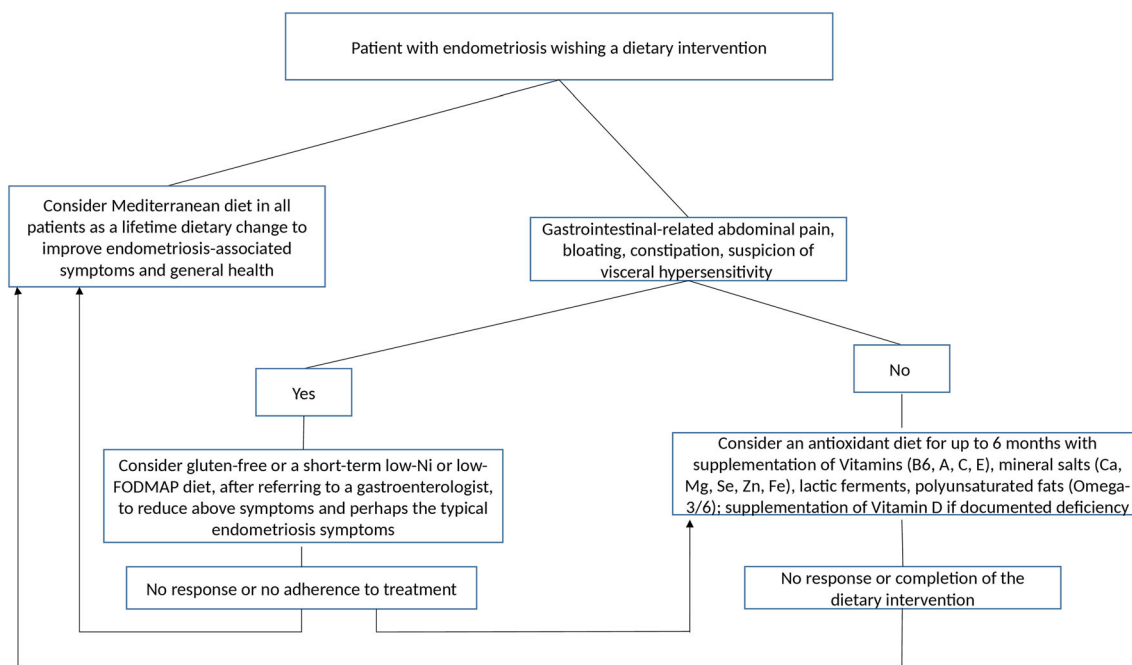 Patient with endometriosis wishing a dietary intervention
Consider Mediterranean diet in all
patients as a lifetime dietary change to
improve endometriosis-associated
symptoms and general health
Gastrointestinal-related abdominal pain,
bloating, constipation, suspicion of
visceral hypersensitivity
Yes
No
Consider gluten-free or a short-term low-Ni or low-
FODMAP diet, after referring to a gastroenterologist,
to reduce above symptoms and perhaps the typical
endometriosis symptoms
Consider an antioxidant diet for up to 6 months with
supplementation of Vitamins (B6, A, C, E), mineral salts (Ca,
Mg, Se, Zn, Fe), lactic ferments, polyunsaturated fats (Omega-
3/6); supplementation of Vitamin D if documented deficiency
No response or no adherence to treatment
No response or completion of the
dietary intervention